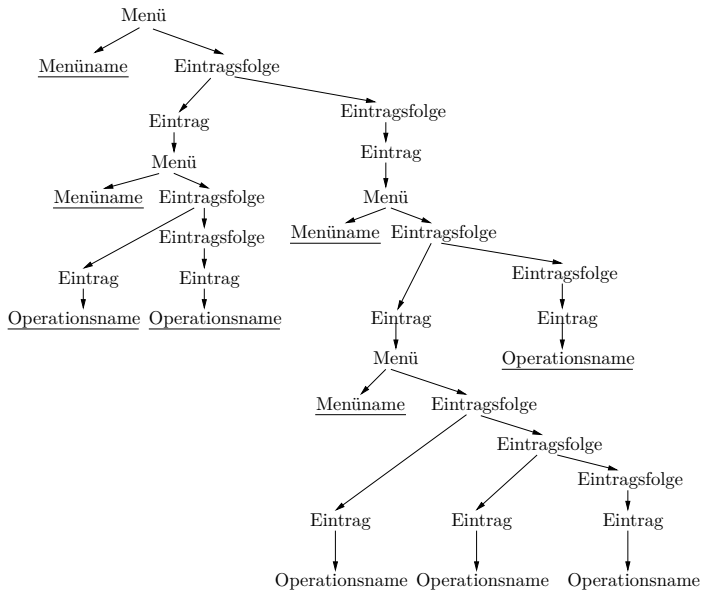 Menü
Menüname Eintragsfolge
Eintrag Eintragsfolge
Menü Eintrag
Menüname Eintragsfolge Menü
Eintragsfolge Menüname Eintragsfolge
Eintrag Eintrag Eintragsfolge
Operationsname Operationsname Eintrag Eintrag
Menü Operationsname
Menüname Eintragsfolge
Eintragsfolge
Eintragsfolge
Eintrag Eintrag Eintrag
Operationsname Operationsname Operationsname